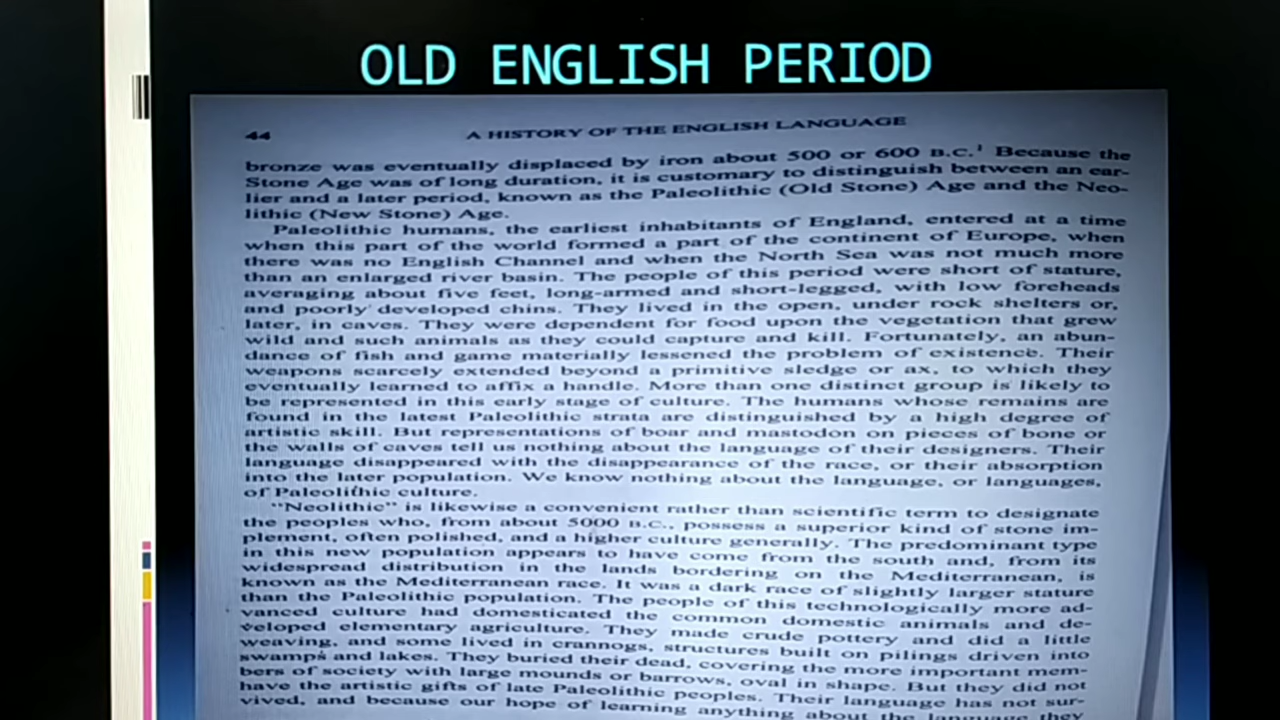 OLD ENGLISH PERIOD
44
A HISTORY OF THE ENGLISH LANGUAGE
bronze was eventually displaced by iron about 500 or 600 B.C.¹ Because the
Stone Age was of long duration, it is customary to distinguish between an ear-
lier and a later period, known as the Paleolithic (Old Stone) Age and the Neo-
lithic (New Stone) Age.
Paleolithic humans, the earliest inhabitants of England, entered at a time
when this part of the world formed a part of the continent of Europe, when
there was no English Channel and when the North Sea was not much more
than an enlarged river basin. The people of this period were short of stature,
averaging about five feet, long-armed and short-legged, with low foreheads
and poorly developed chins. They lived in the open, under rock shelters or,
later, in caves. They were dependent for food upon the vegetation that grew
wild and such animals as they could capture and kill. Fortunately, an abun-
dance of fish and game materially lessened the problem of existence. Their
weapons scarcely extended beyond a primitive sledge or ax, to which they
eventually learned to affix a handle. More than one distinct group is likely to
be represented in this early stage of culture. The humans whose remains are
found in the latest Paleolithic strata are distinguished by a high degree of
artistic skill. But representations of boar and mastodon on pieces of bone or
the walls of caves tell us nothing about the language of their designers. Their
language disappeared with the disappearance of the race, or their absorption
into the later population. We know nothing about the language, or languages,
of Paleolithic culture.
"Neolithic" is likewise a convenient rather than scientific term to designate
the peoples who, from about 5000 B.C., possess a superior kind of stone im-
plement, often polished, and a higher culture generally. The predominant type
in this new population appears to have come from the south and, from its
widespread distribution in the lands bordering on the Mediterranean, is
known as the Mediterranean race. It was a dark race of slightly larger stature
than the Paleolithic population. The people of this technologically more ad-
vanced culture had domesticated the common domestic animals and de-
veloped elementary agriculture. They made crude pottery and did a little
weaving, and some lived in crannogs, structures built on pilings driven into
swamps and lakes. They buried their dead, covering the more important mem-
bers of society with large mounds or barrows, oval in shape. But they did not
have the artistic gifts of late Paleolithic peoples. Their language has not sur-
vived, and because our hope of learning anything about the language they